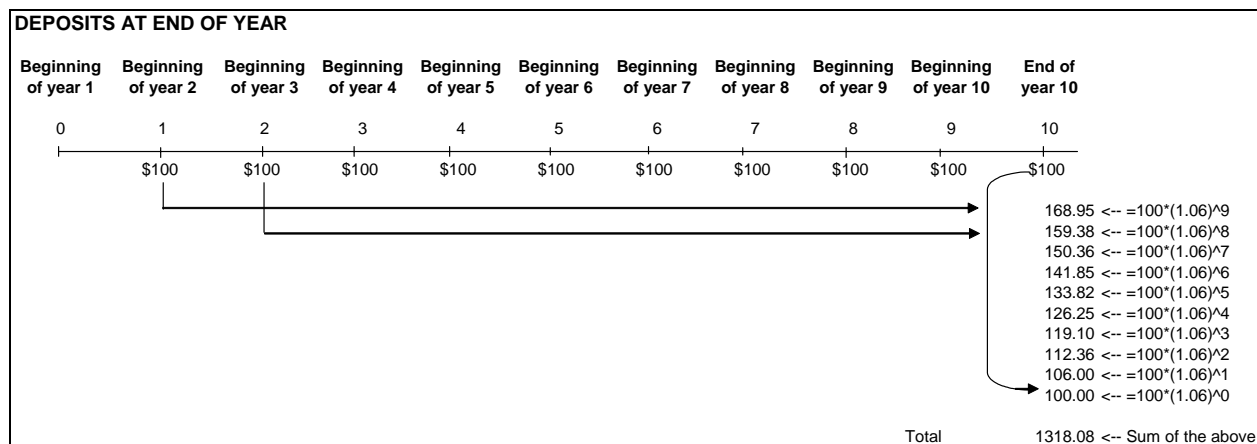 DEPOSITS AT END OF YEAR
Beginning Beginning Beginning Beginning Beginning Beginning Beginning Beginning Beginning Beginning End of
of year 1 of year 2 of year 3 of year 4 of year 5 of year 6 of year 7 of year 8 of year 9 of year 10 year 10
0 1 2 3 4 5 6 7 8 9 10
$100 $100 $100 $100 $100 $100 $100 $100 $100 $100
168.95 <-- =100*(1.06)^9
159.38 <-- =100*(1.06)^8
150.36 <-- =100*(1.06)^7
141.85 <-- =100*(1.06)^6
133.82 <-- =100*(1.06)^5
126.25 <-- =100*(1.06)^4
119.10 <-- =100*(1.06)^3
112.36 <-- =100*(1.06)^2
106.00 <-- =100*(1.06)^1
100.00 <-- =100*(1.06)^0
Total 1318.08 <-- Sum of the above